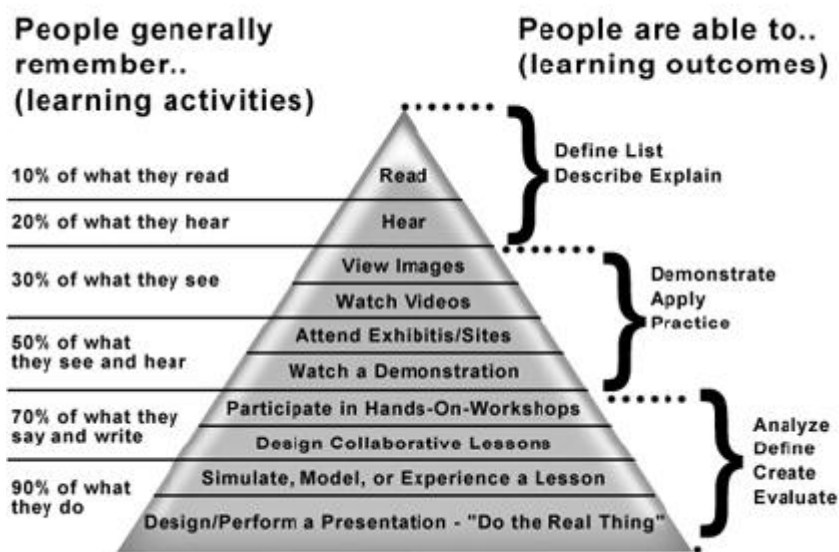 People generally
remember..
(learning activities)
People are able to..
(learning outcomes)
10% of what they read
20% of what they hear
30% of what they see
50% of what
they see and hear
70% of what they
say and write
90% of what
they do
Read
Hear
View Images
Watch Videos
Attend Exhibitis/Sites
Watch a Demonstration
Participate in Hands-On-Workshops
Design Collaborative Lessons
Simulate, Model, or Experience a Lesson
Design/Perform a Presentation - "Do the Real Thing"
Define List
Describe Explain
Demonstrate
Apply
Practice
Analyze
Define
Create
Evaluate